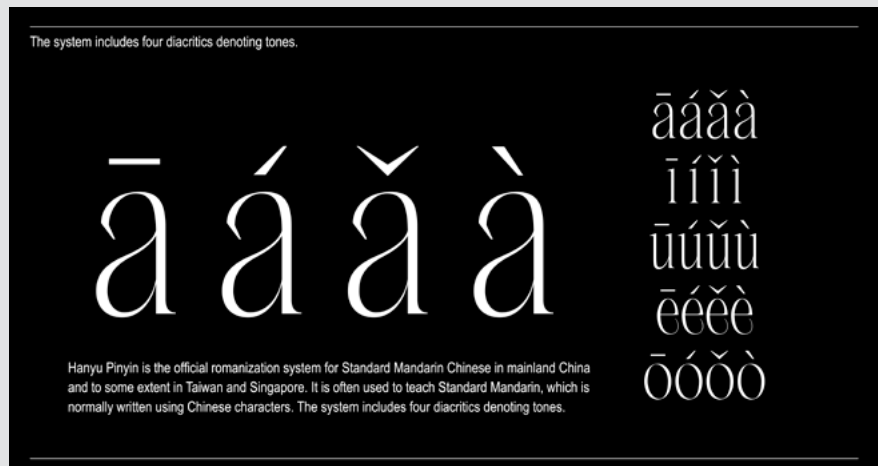 The system includes four diacritics denoting tones.
ā á ǎ à
Hanyu Pinyin is the official romanization system for Standard Mandarin Chinese in mainland China
and to some extent in Taiwan and Singapore. It is often used to teach Standard Mandarin, which is
normally written using Chinese characters. The system includes four diacritics denoting tones.
āáǎà
īíǐì
ūúǔù
ēéěè
ōóǒò